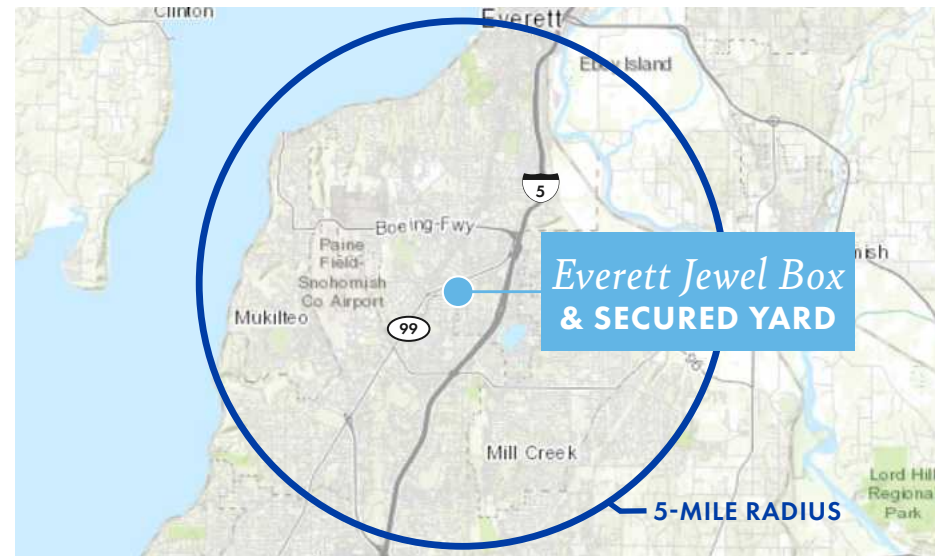 Clinton
Everett
Ebey Island
5
Boeing-Fwy
Paine
Field-
Snohomish
Co Airport
Everett Jewel Box
& SECURED YARD
mish
Mukilteo
99
Mill Creek
Lord Hill
Regiona
Park
5-MILE RADIUS